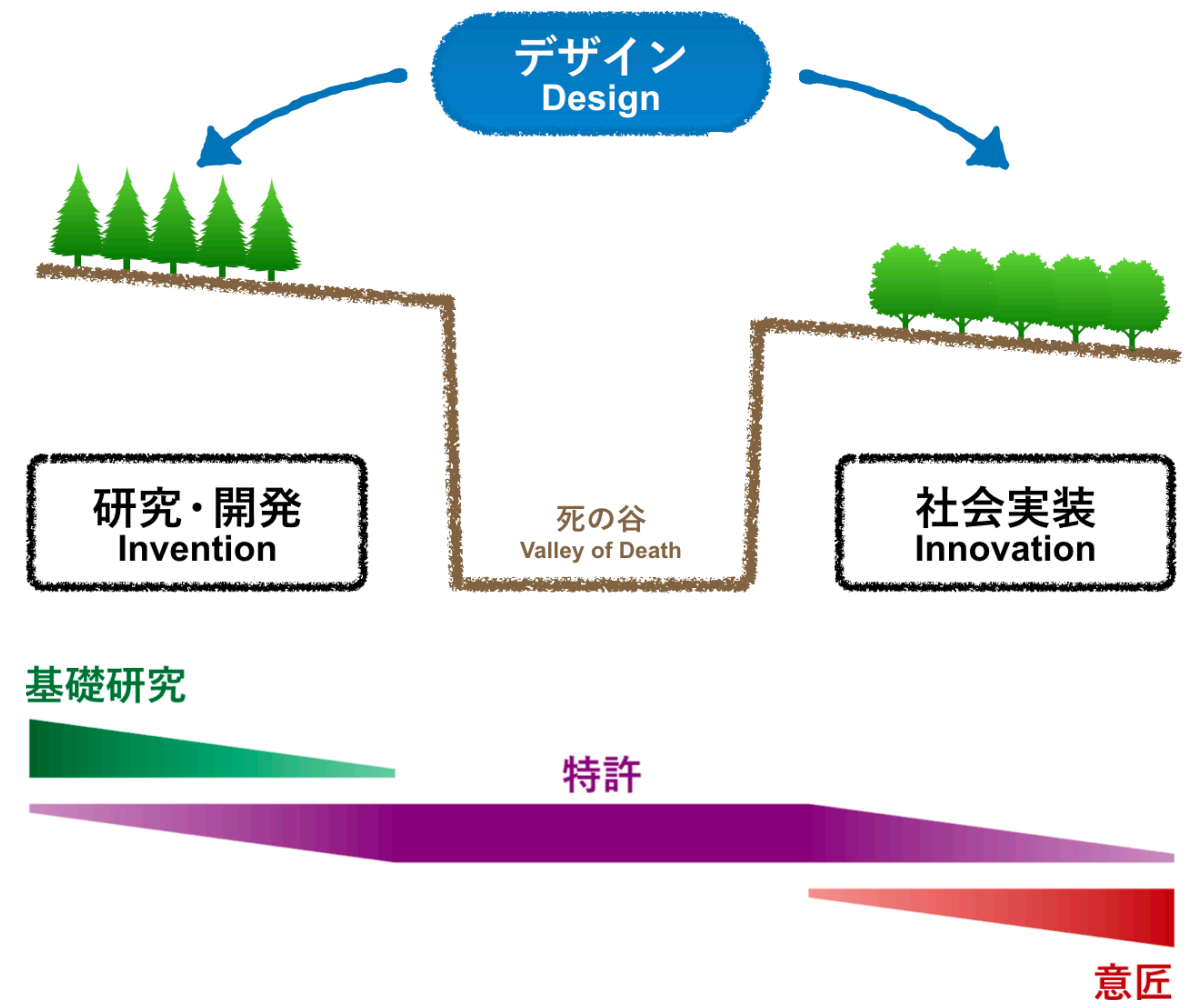 デザイン
Design
研究・開発
Invention
死の谷
Valley of Death
社会実装
Innovation
基礎研究
特許
意匠